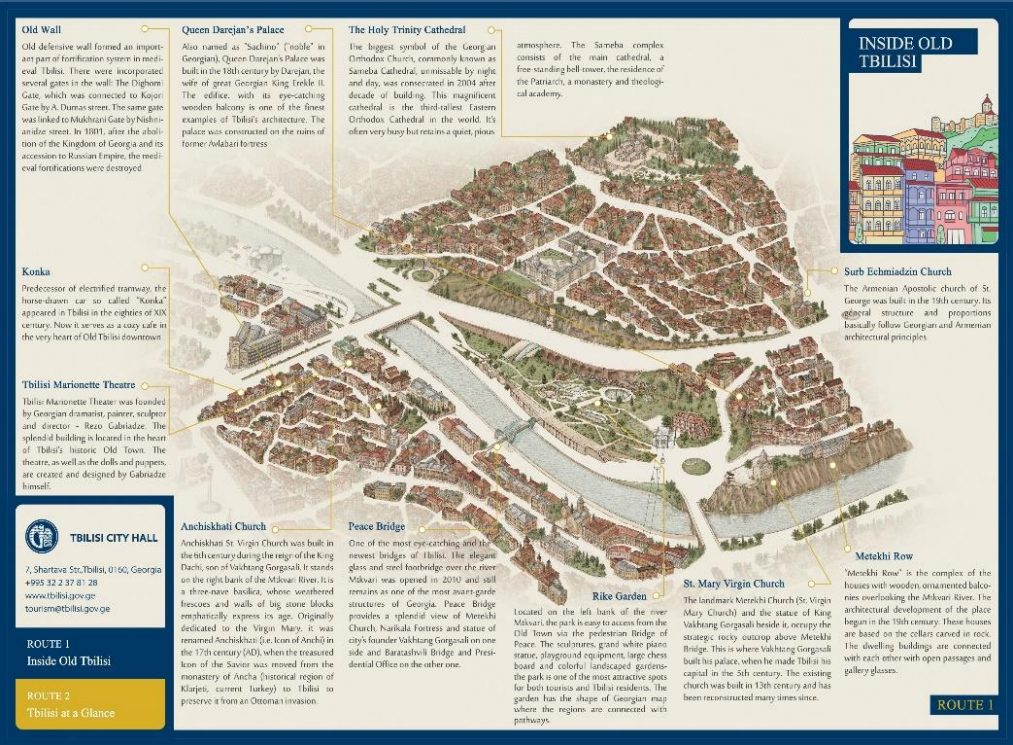 INSIDE OLD
TBILISI
Old Wall
Old defensive wall formed an import-
ant part of fortification system in medi-
eval Tbilisi. There were incorporated
several gates in the wall: The Dighomi
Gate, which was connected to Kojori
Gate by A. Dumas street. The same gate
was linked to Mukhrani Gate by Nishni-
anidze street. In 1801, after the aboli-
tion of the Kingdom of Georgia and its
accession to Russian Empire, the medi-
eval fortifications were destroyed
Queen Darejan's Palace
Also named as "Sachino" ("noble" in
Georgian), Queen Darejan's Palace was
built in the 18th century by Darejan, the
wife of great Georgian King Erekle II.
The edifice, with its eye-catching
wooden balcony is one of the finest
examples of Tbilisi's architecture. The
palace was constructed on the ruins of
former Avlabari fortress
The Holy Trinity Cathedral
The biggest symbol of the Georgian
Orthodox Church, commonly known as
Sameba Cathedral, unmissable by night
and day, was consecrated in 2004 after
decade of building. This magnificent
cathedral is the third-tallest Eastern
Orthodox Cathedral in the world. It's
often very busy but retains a quiet, pious
atmosphere. The Sameba complex
consists of the main cathedral, a
free-standing bell-tower, the residence of
the Patriarch, a monastery and theologi-
cal academy.
Konka
Predecessor of electrified tramway, the
horse-drawn car so called "Konka"
appeared in Tbilisi in the eighties of XIX
century. Now it serves as a cozy cafe in
the very heart of Old Tbilisi downtown
Surb Echmiadzin Church
The Armenian Apostolic church of St.
George was built in the 19th century. Its
general structure and proportions
basically follow Georgian and Armenian
architectural principles
Tbilisi Marionette Theatre
Tbilisi Marionette Theater was founded
by Georgian dramatist, painter, sculptor
and director – Rezo Gabriadze. The
splendid building is located in the heart
of Tbilisi's historic Old Town. The
theatre, as well as the dolls and puppets,
are created and designed by Gabriadze
himself.
Anchiskhati Church
Anchiskhati St. Virgin Church was built in
the 6th century during the reign of the King
Dachi, son of Vakhtang Gorgasali. It stands
on the right bank of the Mtkvari River. It is
a three-nave basilica, whose weathered
frescoes and walls of big stone blocks
emphatically express its age. Originally
dedicated to the Virgin Mary, it was
renamed Anchiskhati (i.e. Icon of Anchi) in
the 17th century (AD), when the treasured
Icon of the Savior was moved from the
monastery of Ancha (historical region of
Klarjeti, current Turkey) to Tbilisi to
preserve it from an Ottoman invasion.
Peace Bridge
One of the most eye-catching and the
newest bridges of Tbilisi. The elegant
glass and steel footbridge over the river
Mtkvari was opened in 2010 and still
remains as one of the most avant-garde
structures of Georgia. Peace Bridge
provides a splendid view of Metekhi
Church, Narikala Fortress and statue of
city's founder Vakhtang Gorgasali on one
side and Baratashvili Bridge and Presi-
dential Office on the other one.
Rike Garden
Located on the left bank of the river
Mtkvari, the park is easy to access from the
Old Town via the pedestrian Bridge of
Peace. The sculptures, grand white piano
statue, playground equipment, large chess
board and colorful landscaped gardens-
the park is one of the most attractive spots
for both tourists and Tbilisi residents. The
garden has the shape of Georgian map
where the regions are connected with
pathways.
St. Mary Virgin Church
The landmark Metekhi Church (St. Virgin
Mary Church) and the statue of King
Vakhtang Gorgasali beside it, occupy the
strategic rocky outcrop above Metekhi
Bridge. This is where Vakhtang Gorgasali
built his palace, when he made Tbilisi his
capital in the 5th century. The existing
church was built in 13th century and has
been reconstructed many times since.
Metekhi Row
"Metekhi Row" is the complex of the
houses with wooden, ornamented balco-
nies overlooking the Mtkvari River. The
architectural development of the place
began in the 19th century. These houses
are based on the cellars carved in rock.
The dwelling buildings are connected
with each other with open passages and
gallery glasses.
TBILISI CITY HALL
7, Shartava Str.,Tbilisi, 0160, Georgia
+995 32 2 37 81 28
www.tbilisi.gov.ge
tourism@tbilisi.gov.ge
ROUTE 1
Inside Old Tbilisi
ROUTE 2
Tbilisi at a Glance
ROUTE 1